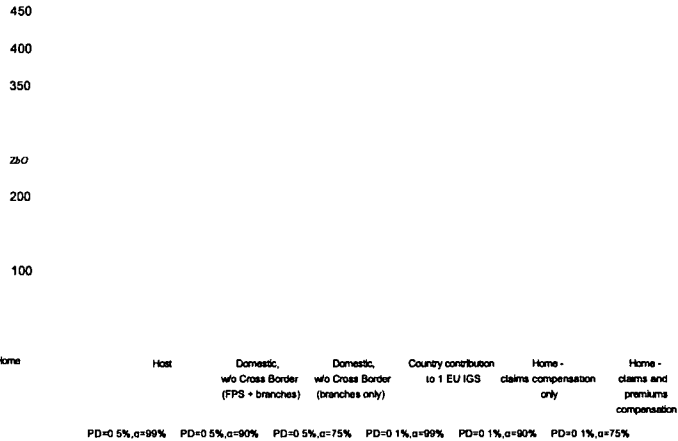 450
400
350
ZbO
200
100
Home Host Domestic, Domestic, Country contribution Home - Home -
w/o Cross Border w/o Cross Border to 1 EU IGS claims compensation claims and
(FPS + branches) (branches only) only premiums
compensation
PD=0 5%,α=99% PD=0 5%,α=90% PD=0 5%,α=75% PD=0 1%,α=99% PD=0 1%,α=90% PD=0 1%,α=75%